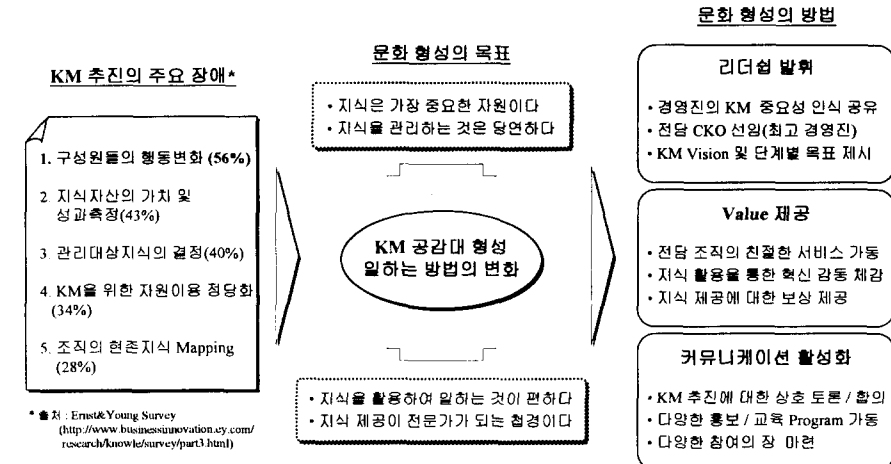 KM 추진의 주요 장애*
1. 구성원들의 행동변화 (56%)
2. 지식자산의 가치 및
성과측정(43%)
3. 관리대상지식의 결정(40%)
4. KM을 위한 자원이용 정당화
(34%)
5. 조직의 현존지식 Mapping
(28%)
* 출처 : Ernst&Young Survey
(http://www.businessinnovation.ey.com/
research/knowle/survey/part3.html)
문화 형성의 목표
• 지식은 가장 중요한 자원이다
• 지식을 관리하는 것은 당연하다
KM 공감대 형성
일하는 방법의 변화
• 지식을 활용하여 일하는 것이 편하다
• 지식 제공이 전문가가 되는 첩경이다
문화 형성의 방법
리더쉽 발휘
• 경영진의 KM 중요성 인식 공유
• 전담 CKO 선임(최고 경영진)
• KM Vision 및 단계별 목표 제시
Value 제공
• 전담 조직의 친절한 서비스 가동
• 지식 활용을 통한 혁신 감동 체감
• 지식 제공에 대한 보상 제공
커뮤니케이션 활성화
• KM 추진에 대한 상호 토론 / 합의
• 다양한 홍보 / 교육 Program 가동
• 다양한 참여의 장 마련